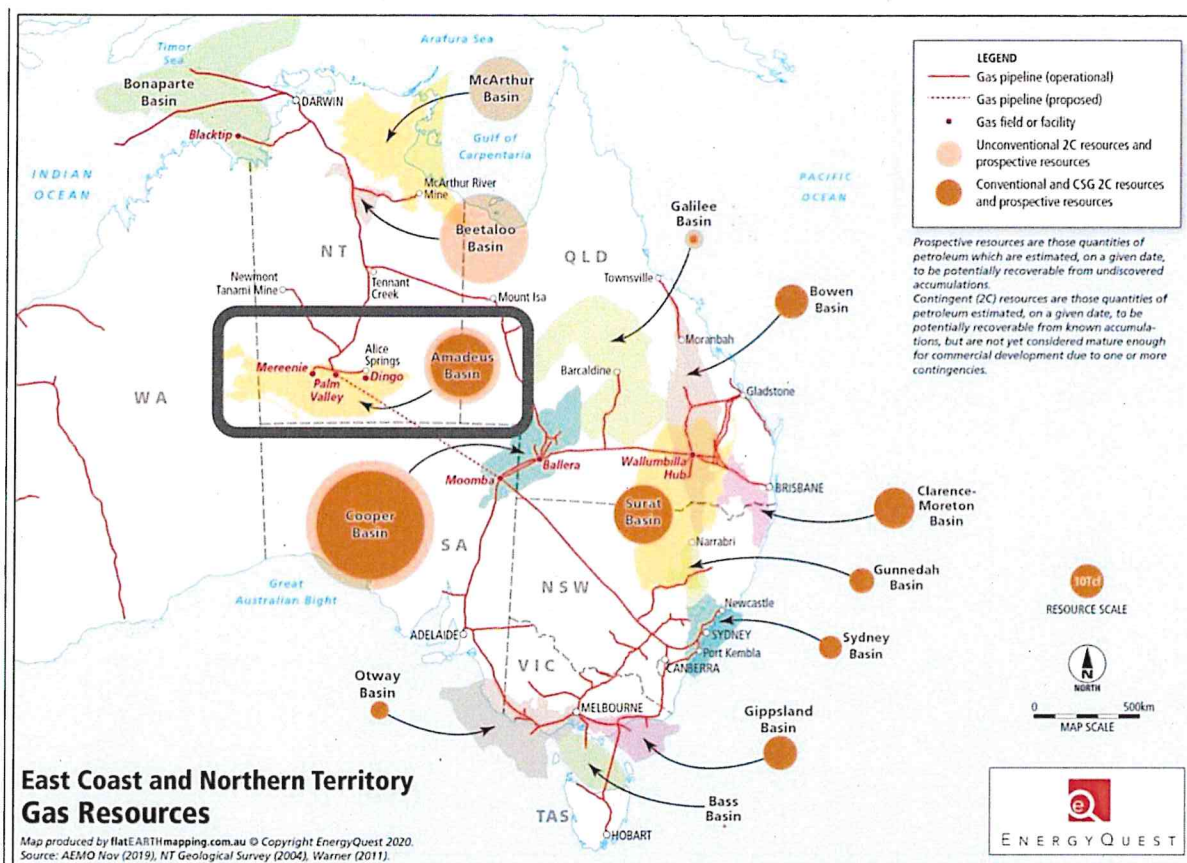 Timor
Sea
Arafura Sea
Bonaparte
Basin
DARWIN
McArthur
Basin
Blacktip
Gulf of
Carpentaria
INDIAN
OCEAN
McArthur River
Mine
PACIFIC
OCEAN
Beetaloo
Basin
Galilee
Basin
NT
QLD
Newmont
Tanami Mine
Tennant
Creek
Townsville
Mount Isa
Bowen
Basin
Moranbah
Alice
Springs
Amadeus
Basin
Mereenie
Palm
Valley
Dingo
Barcaldine
Gladstone
WA
Ballera
Wallumbilla
Hub
Moomba
BRISBANE
Cooper
Basin
Surat
Basin
Clarence-
Moreton
Basin
SA
Narrabri
Great
Australian Bight
NSW
Gunnedah
Basin
Newcastle
ADELAIDE
SYDNEY
Port Kembla
Sydney
Basin
VIC
CANBERRA
Otway
Basin
MELBOURNE
Gippsland
Basin
Bass
Basin
TAS
HOBART
LEGEND
Gas pipeline (operational)
Gas pipeline (proposed)
Gas field or facility
Unconventional 2C resources and
prospective resources
Conventional and CSG 2C resources
and prospective resources
Prospective resources are those quantities of
petroleum which are estimated, on a given date,
to be potentially recoverable from undiscovered
accumulations.
Contingent (2C) resources are those quantities of
petroleum estimated, on a given date, to be
potentially recoverable from known accumula-
tions, but are not yet considered mature enough
for commercial development due to one or more
contingencies.
10Tcf
RESOURCE SCALE
N
NORTH
0 500km
MAP SCALE
East Coast and Northern Territory
Gas Resources
Map produced by flatEARTHmapping.com.au © Copyright EnergyQuest 2020.
Source: AEMO Nov (2019), NT Geological Survey (2004), Warner (2011).
e
ENERGYQUEST